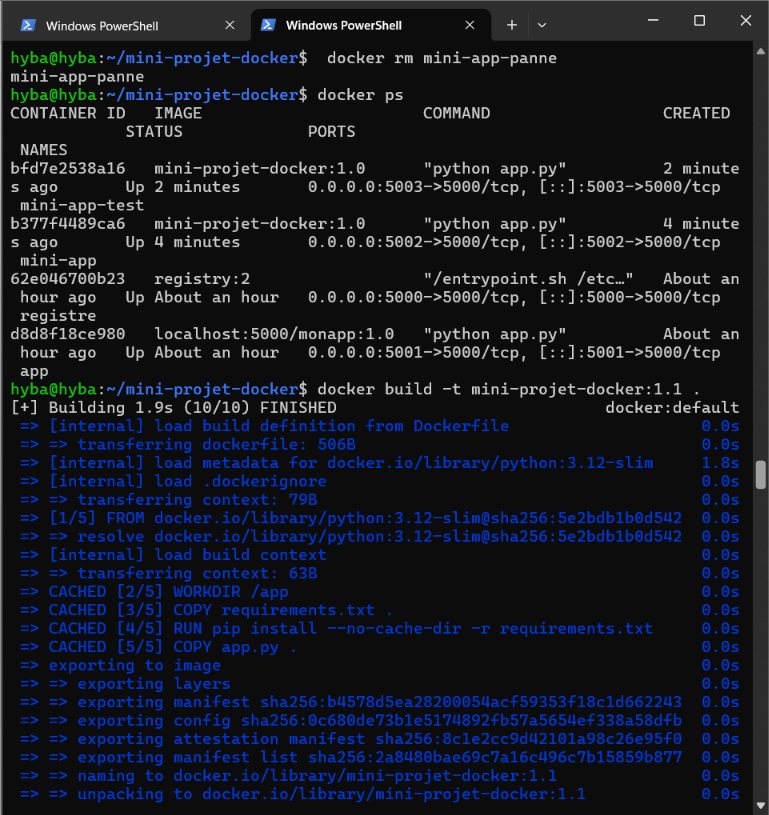 Windows PowerShell
Windows PowerShell
hyba@hyba:~/mini-projet-docker$  docker rm mini-app-panne
mini-app-panne
hyba@hyba:~/mini-projet-docker$ docker ps
CONTAINER ID   IMAGE                       COMMAND                  CREATED
            STATUS             PORTS
 NAMES
bfd7e2538a16   mini-projet-docker:1.0      "python app.py"          2 minute
s ago       Up 2 minutes       0.0.0.0:5003->5000/tcp, [::]:5003->5000/tcp
 mini-app-test
b377f4489ca6   mini-projet-docker:1.0      "python app.py"          4 minute
s ago       Up 4 minutes       0.0.0.0:5002->5000/tcp, [::]:5002->5000/tcp
 mini-app
62e046700b23   registry:2                  "/entrypoint.sh /etc…"   About an
 hour ago   Up About an hour   0.0.0.0:5000->5000/tcp, [::]:5000->5000/tcp
 registre
d8d8f18ce980   localhost:5000/monapp:1.0   "python app.py"          About an
 hour ago   Up About an hour   0.0.0.0:5001->5000/tcp, [::]:5001->5000/tcp
 app
hyba@hyba:~/mini-projet-docker$ docker build -t mini-projet-docker:1.1 .
[+] Building 1.9s (10/10) FINISHED                            docker:default
 => [internal] load build definition from Dockerfile                    0.0s
 => => transferring dockerfile: 506B                                    0.0s
 => [internal] load metadata for docker.io/library/python:3.12-slim     1.8s
 => [internal] load .dockerignore                                       0.0s
 => => transferring context: 79B                                        0.0s
 => [1/5] FROM docker.io/library/python:3.12-slim@sha256:5e2bdb1b0d542  0.0s
 => => resolve docker.io/library/python:3.12-slim@sha256:5e2bdb1b0d542  0.0s
 => [internal] load build context                                       0.0s
 => => transferring context: 63B                                        0.0s
 => CACHED [2/5] WORKDIR /app                                           0.0s
 => CACHED [3/5] COPY requirements.txt .                                0.0s
 => CACHED [4/5] RUN pip install --no-cache-dir -r requirements.txt     0.0s
 => CACHED [5/5] COPY app.py .                                          0.0s
 => exporting to image                                                  0.0s
 => => exporting layers                                                 0.0s
 => => exporting manifest sha256:b4578d5ea28200054acf59353f18c1d662243  0.0s
 => => exporting config sha256:0c680de73b1e5174892fb57a5654ef338a58dfb  0.0s
 => => exporting attestation manifest sha256:8c1e2cc9d42101a98c26e95f0  0.0s
 => => exporting manifest list sha256:2a8480bae69c7a16c496c7b15859b877  0.0s
 => => naming to docker.io/library/mini-projet-docker:1.1               0.0s
 => => unpacking to docker.io/library/mini-projet-docker:1.1            0.0s